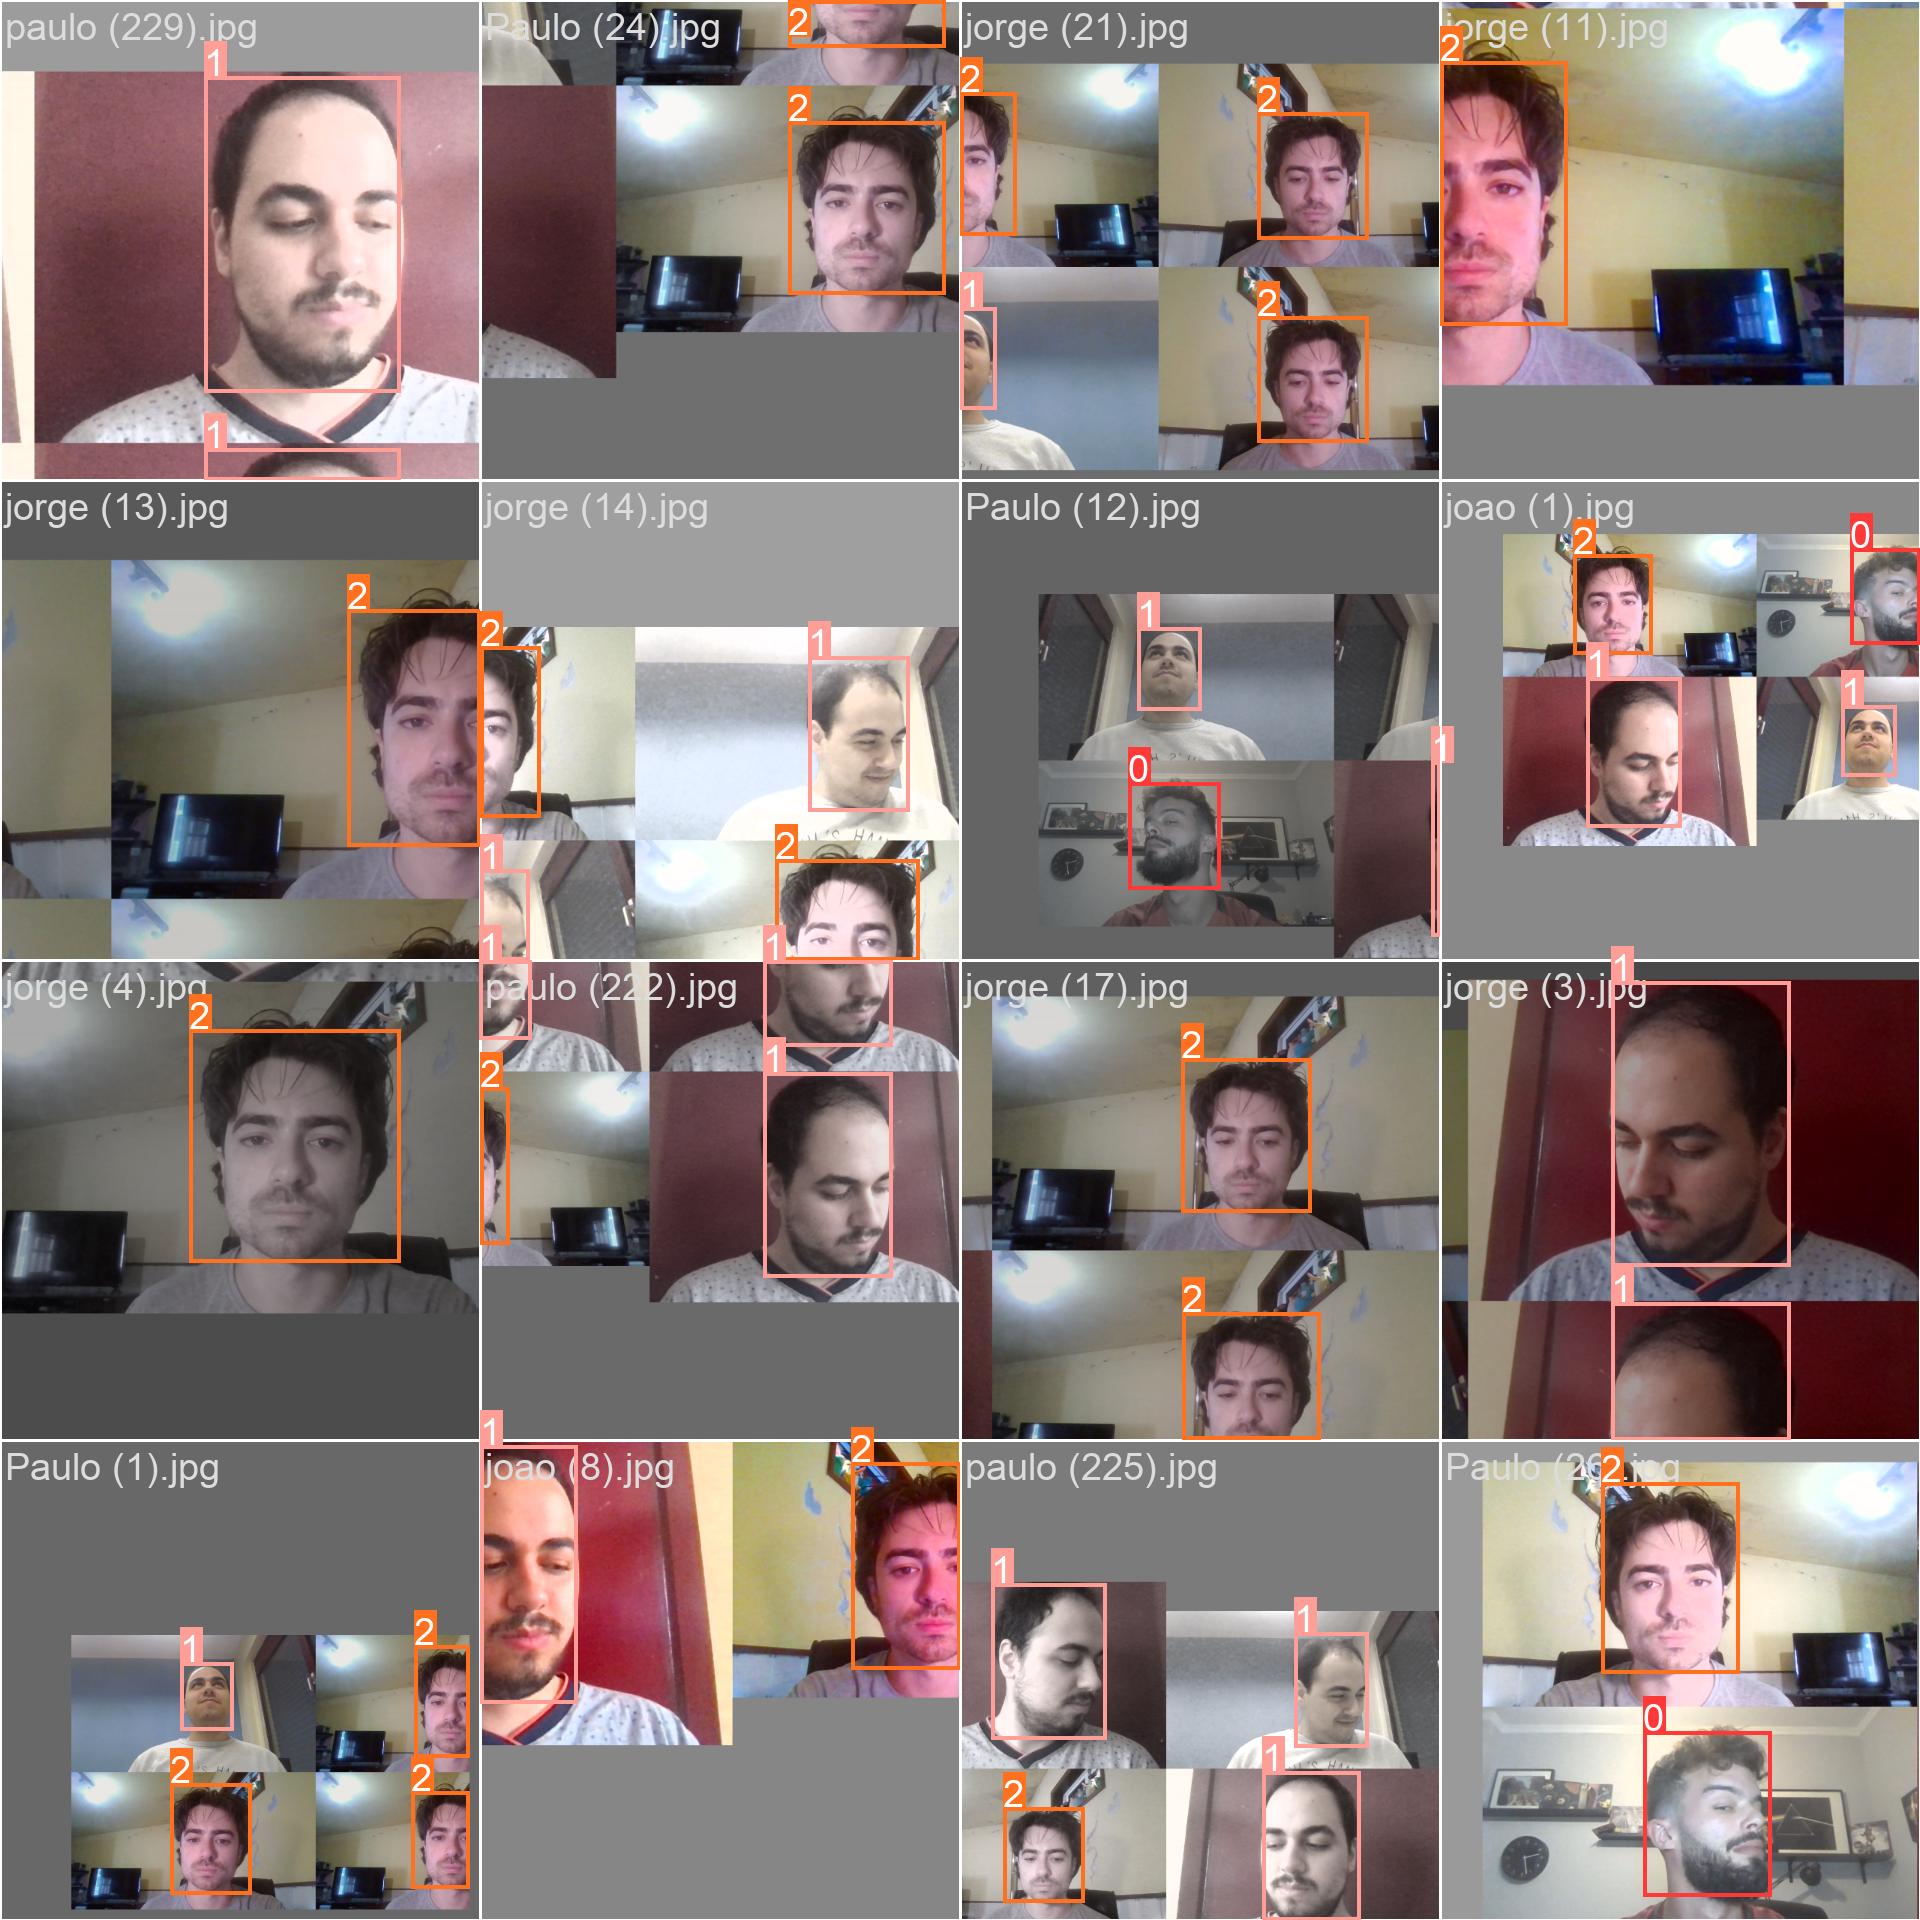 paulo (229).jpg
Paulo (24).jpg
jorge (21).jpg
jorge (11).jpg
1
2
2
2
2
2
1
2
1
jorge (13).jpg
jorge (14).jpg
Paulo (12).jpg
joao (1).jpg
2
2
1
1
2
0
2
1
1
1
1
0
1
2
1
1
jorge (4).jpg
paulo (222).jpg
jorge (17).jpg
jorge (3).jpg
2
1
2
2
1
2
1
Paulo (1).jpg
joao (8).jpg
paulo (225).jpg
1
2
2
1
1
2
1
2
2
1
2
0